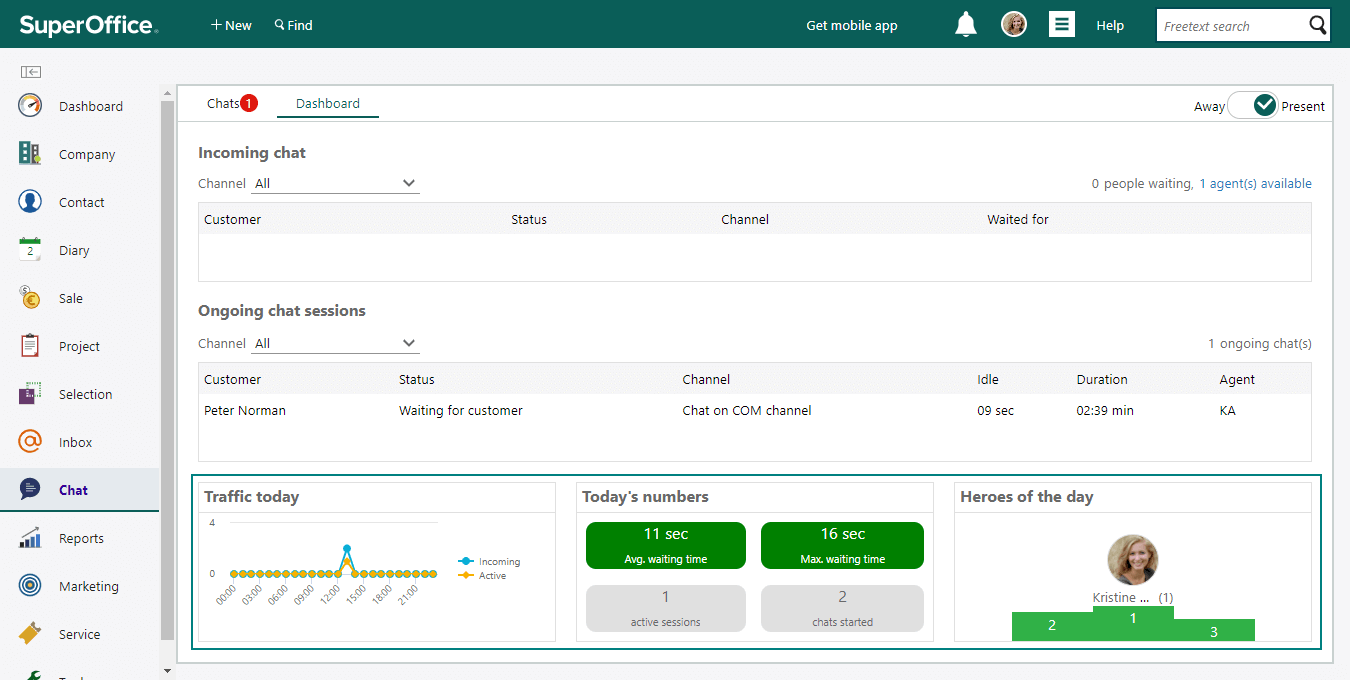 SuperOffice®
+ New
Find
Get mobile app
Help
Freetext search
Dashboard
Company
Contact
2
Diary
Sale
Project
Selection
Inbox
Chat
Reports
Marketing
Service
Chats 1
Dashboard
Away
Present
Incoming chat
Channel All
0 people waiting, 1 agent(s) available
Customer Status Channel Waited for
Ongoing chat sessions
Channel All
1 ongoing chat(s)
Customer Status Channel Idle Duration Agent
Peter Norman Waiting for customer Chat on COM channel 09 sec 02:39 min KA
Traffic today
4
0
00:00 03:00 06:00 09:00 12:00 15:00 18:00 21:00
Incoming
Active
Today's numbers
11 sec
Avg. waiting time
16 sec
Max. waiting time
1
active sessions
2
chats started
Heroes of the day
Kristine ... (1)
2 1 3